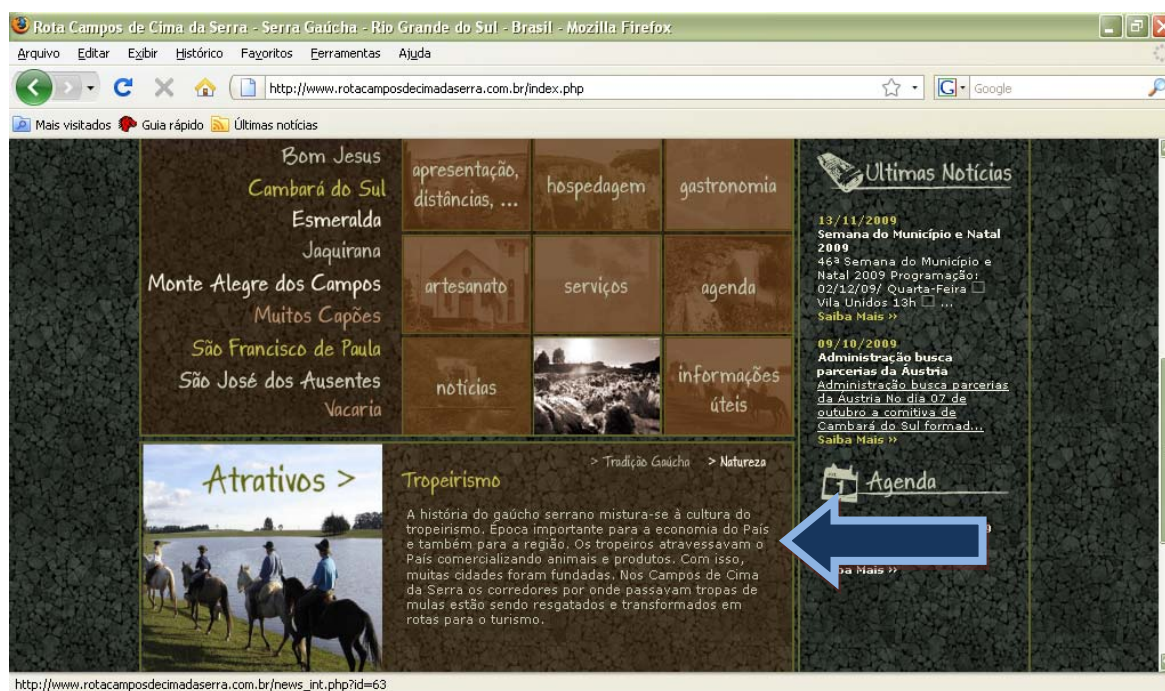 Rota Campos de Cima da Serra - Serra Gaúcha - Rio Grande do Sul - Brasil - Mozilla Firefox
Arquivo Editar Exibir Histórico Favoritos Ferramentas Ajuda
http://www.rotacamposdecimadaserra.com.br/index.php
G Google
Mais visitados Guia rápido Últimas notícias
Bom Jesus
Cambará do Sul
Esmeralda
Jaquirana
Monte Alegre dos Campos
Muitos Capões
São Francisco de Paula
São José dos Ausentes
Vacaria
apresentação,
distâncias, ...
hospedagem
gastronomia
artesanato
serviços
agenda
notícias
informações
úteis
Ultimas Notícias
13/11/2009
Semana do Município e Natal
2009
46ª Semana do Município e
Natal 2009 Programação:
02/12/09/ Quarta-Feira □
Vila Unidos 13h □ ...
Saiba Mais »
09/10/2009
Administração busca
parcerias da Áustria
Administração busca parcerias
da Áustria No dia 07 de
outubro a comitiva de
Cambará do Sul formad...
Saiba Mais »
1 Agenda
Mais »
Atrativos >
> Tradição Gaúcha > Natureza
Tropeirismo
A história do gaúcho serrano mistura-se à cultura do
tropeirismo. Época importante para a economia do País
e também para a região. Os tropeiros atravessavam o
País comercializando animais e produtos. Com isso,
muitas cidades foram fundadas. Nos Campos de Cima
da Serra os corredores por onde passavam tropas de
mulas estão sendo resgatados e transformados em
rotas para o turismo.
http://www.rotacamposdecimadaserra.com.br/news_int.php?id=63